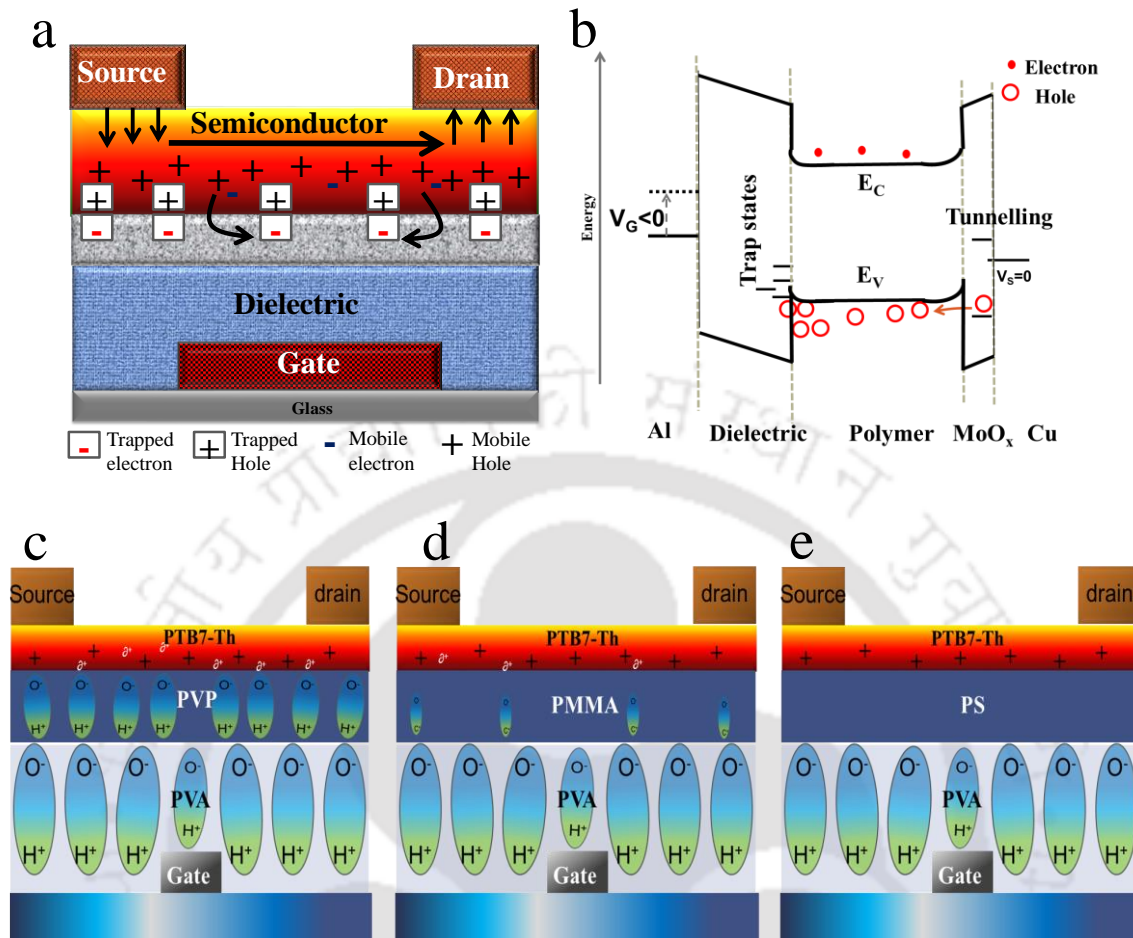 a
Source
Drain
Semiconductor
+ + + + + + + + + + + + + + +
- - - -
+ + + + +
- - - - -
Dielectric
Gate
Glass
- Trapped electron
+ Trapped Hole
- Mobile electron
+ Mobile Hole
b
Electron
Hole
Energy
V_G<0
Trap states
E_C
E_V
Tunnelling
V_S=0
Al Dielectric Polymer MoO_x Cu
c
Source drain
PTB7-Th
+ + + + + + + +
∂+ ∂+ ∂+ ∂+ ∂+ ∂+
O- O- O- O- O- O- O- O-
PVP
H+ H+ H+ H+ H+ H+ H+ H+
O- O- O- O- O- O- O-
PVA
H+ H+ H+ H+ H+ H+ H+
Gate
d
Source drain
PTB7-Th
+ + + + + + +
∂+ ∂+ ∂+
PMMA
O- O- O- O- O- O- O-
PVA
H+ H+ H+ H+ H+ H+ H+
Gate
e
Source drain
PTB7-Th
+ + + + + + +
PS
O- O- O- O- O- O- O-
PVA
H+ H+ H+ H+ H+ H+ H+
Gate